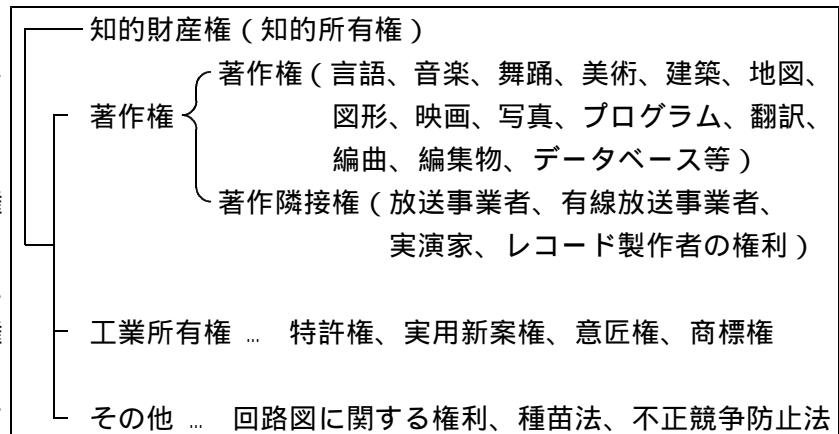 知的財産権(知的所有権)
著作権(言語、音楽、舞踊、美術、建築、地図、
著作権
図形、映画、写真、プログラム、翻訳、
編曲、編集物、データベース等)
著作隣接権(放送事業者、有線放送事業者、
実演家、レコード製作者の権利)
工業所有権 … 特許権、実用新案権、意匠権、商標権
その他 … 回路図に関する権利、種苗法、不正競争防止法